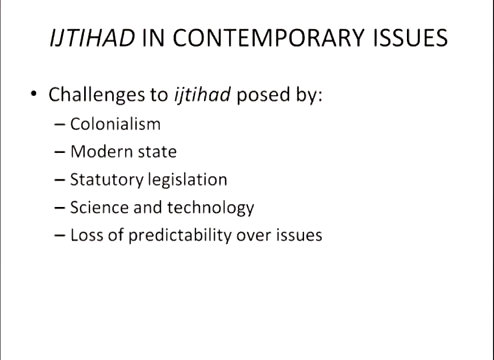 IJTIHAD IN CONTEMPORARY ISSUES
• Challenges to ijtihad posed by:
– Colonialism
– Modern state
– Statutory legislation
– Science and technology
– Loss of predictability over issues